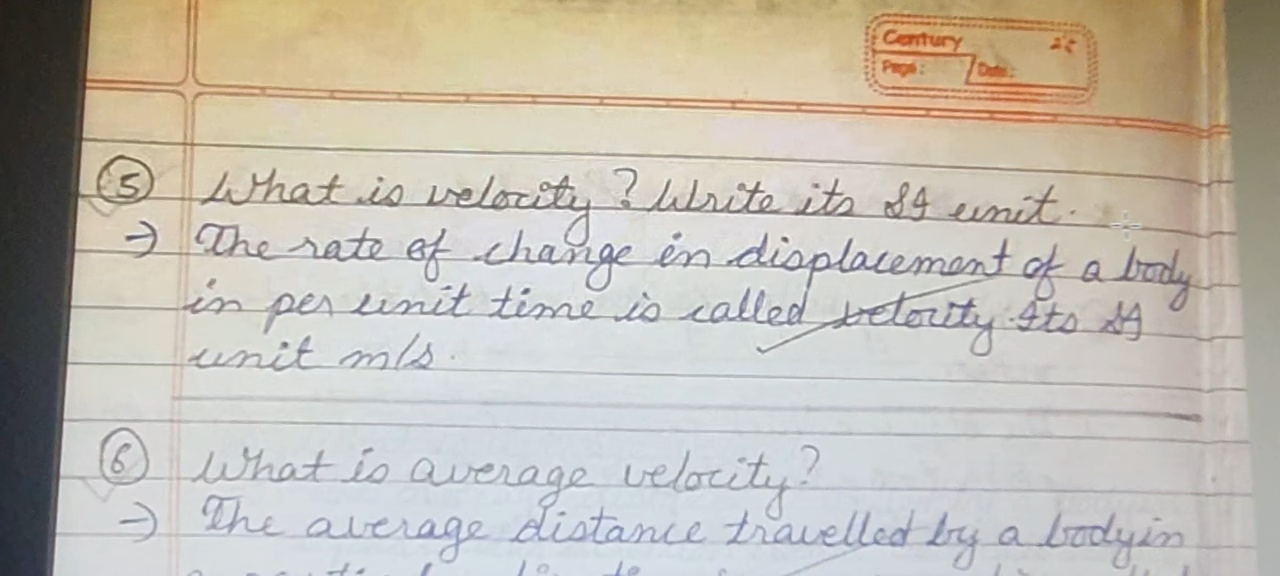 Century
Page: Date:
5 What is velocity? Write its SI unit.
→ The rate of change in displacement of a body
in per unit time is called velocity. Its SI
unit m/s.
6 What is average velocity?
→ The average distance travelled by a body in